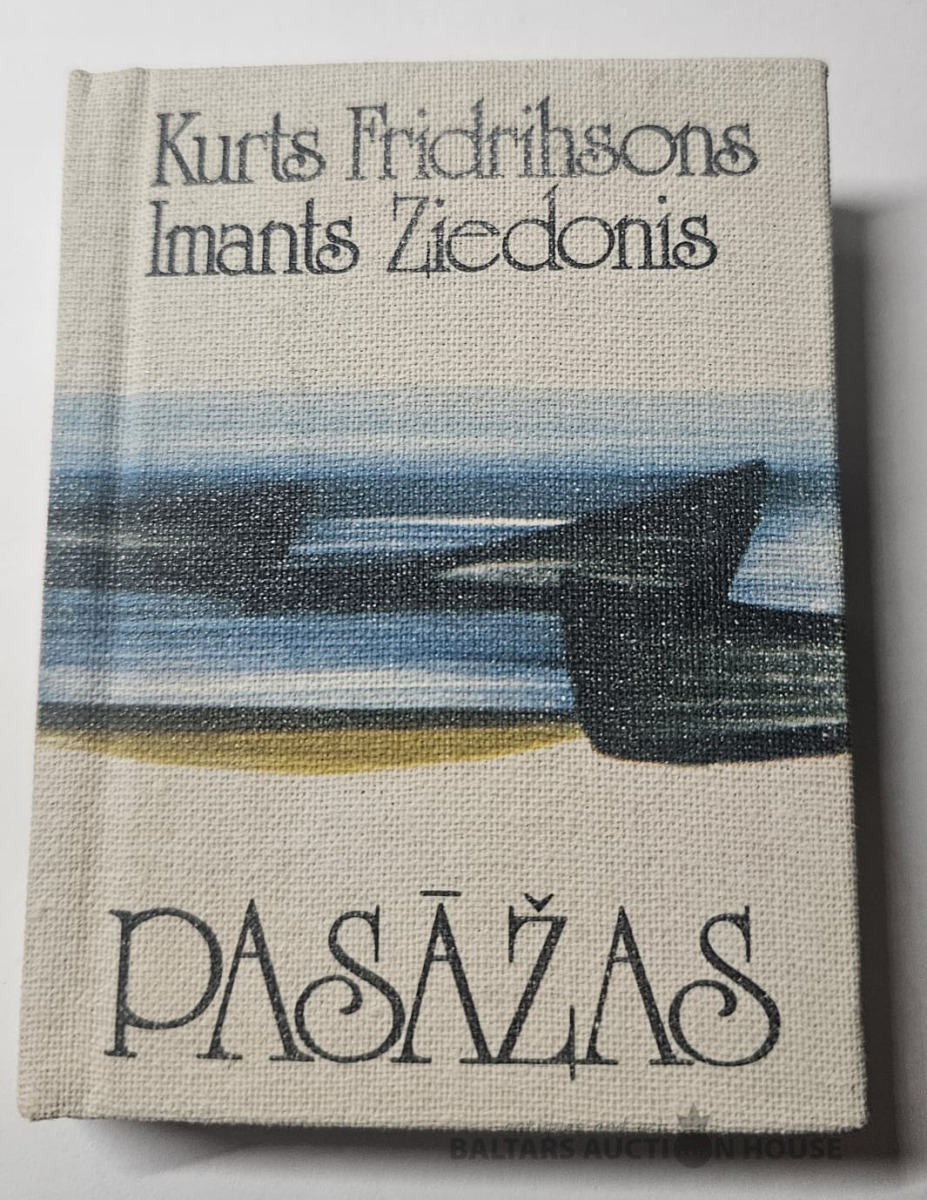 Kurts Fridrihsons
Imants Ziedonis
PASĀŽAS
BALTARS AUCTION HOUSE